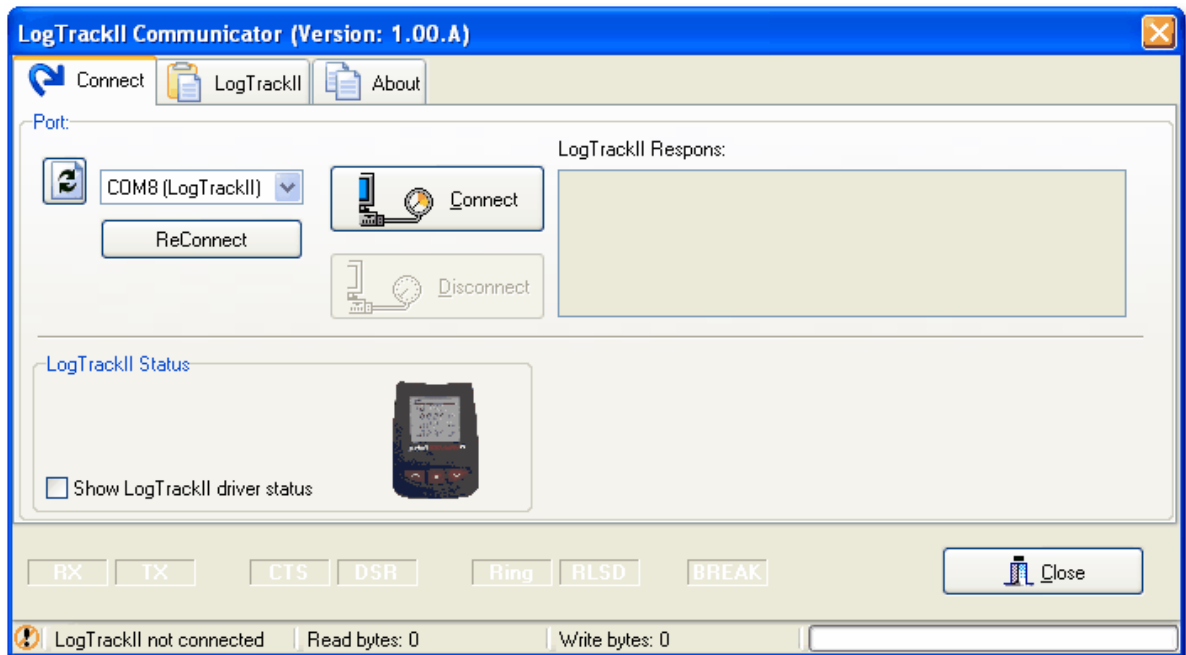 LogTrackII Communicator (Version: 1.00.A)
Connect LogTrackII About
Port:
LogTrackII Respons:
COM8 (LogTrackII)
Connect
ReConnect
Disconnect
LogTrackII Status
Show LogTrackII driver status
RX TX CTS DSR Ring RLSD BREAK
Close
LogTrackII not connected Read bytes: 0 Write bytes: 0